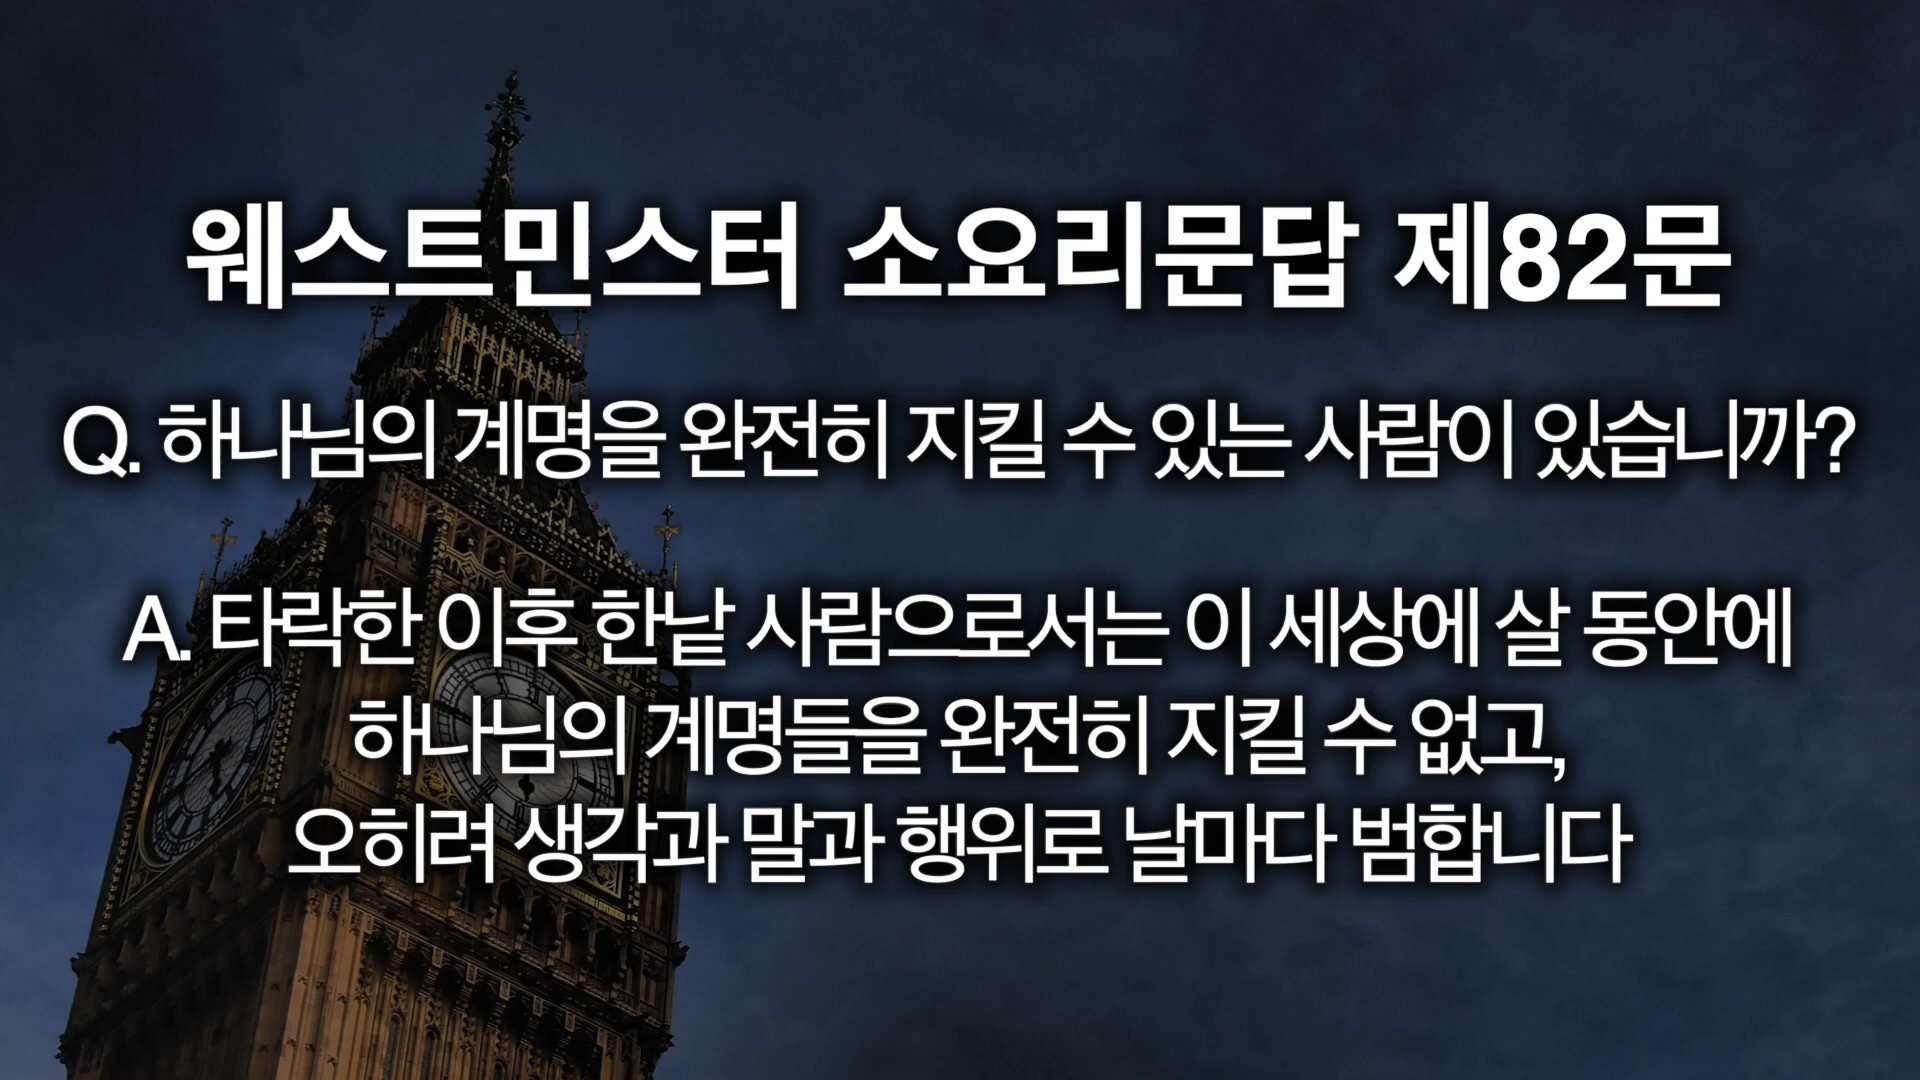 웨스트민스터 소요리문답 제82문
Q. 하나님의 계명을 완전히 지킬 수 있는 사람이 있습니까?
A. 타락한 이후 한낱 사람으로서는 이 세상에 살 동안에
하나님의 계명들을 완전히 지킬 수 없고,
오히려 생각과 말과 행위로 날마다 범합니다